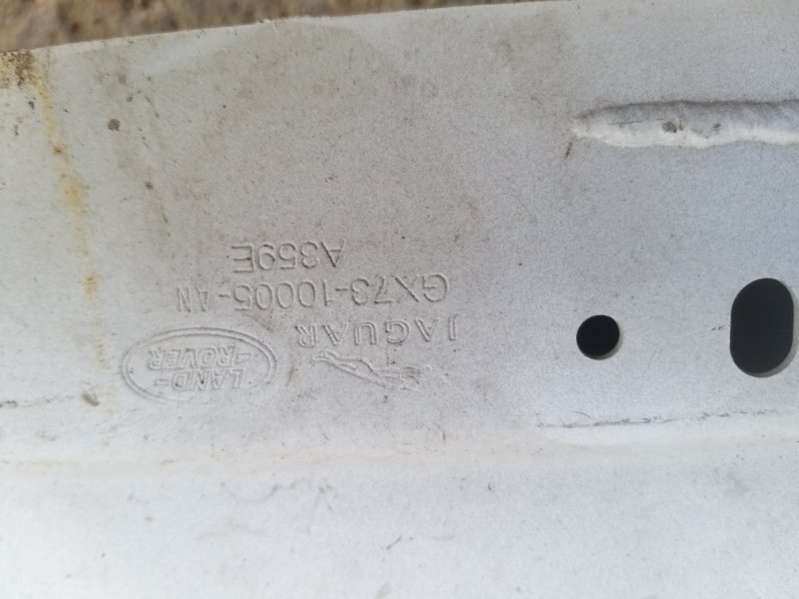 JAGUAR
LAND-
-ROVER
GX73-10005-AN
A359E